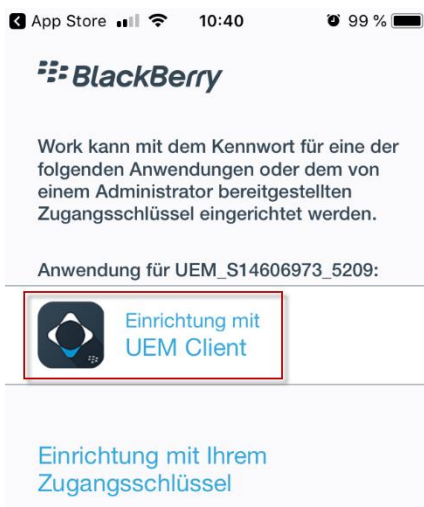 App Store 10:40 99 %
BlackBerry
Work kann mit dem Kennwort für eine der
folgenden Anwendungen oder dem von
einem Administrator bereitgestellten
Zugangsschlüssel eingerichtet werden.
Anwendung für UEM_S14606973_5209:
Einrichtung mit
UEM Client
Einrichtung mit Ihrem
Zugangsschlüssel